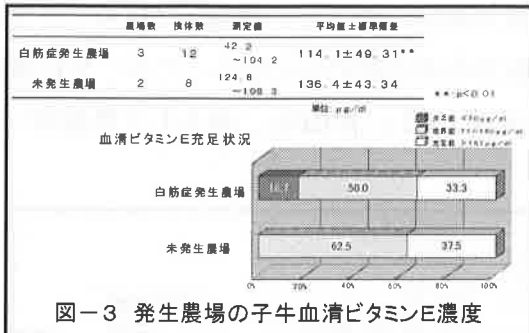 農場数 検体数 測定値 平均値±標準偏差
白筋症発生農場 3 12 42.2 114.1±49.31**
～194.2
未発生農場 2 8 124.8 136.4±43.34
**:p<0.01
単位:μg/dl
血清ビタミンE充足状況
白筋症発生農場 50.0 33.3
未発生農場 62.5 37.5
0% 20% 40% 60% 80% 100%
図－3 発生農場の子牛血清ビタミンE濃度